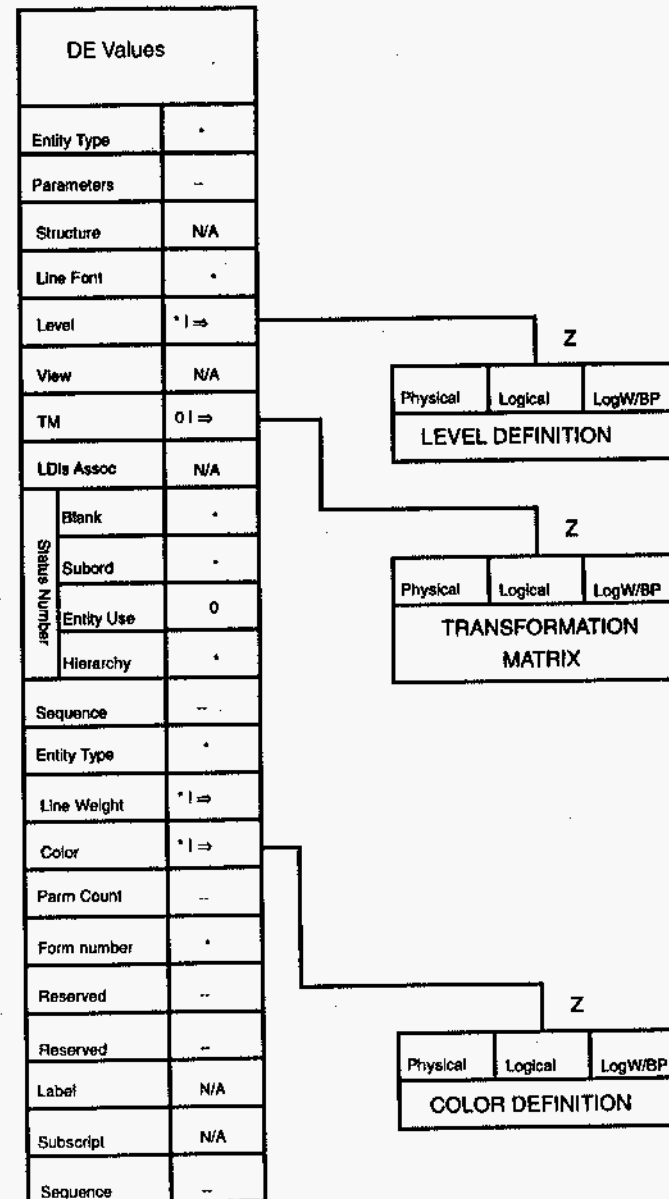 DE Values
Entity Type *
Parameters --
Structure N/A
Line Font *
Level * | ⇒
View N/A
TM 0 | ⇒
LDIs Assoc N/A
Status Number
Blank *
Subord *
Entity Use 0
Hierarchy *
Sequence --
Entity Type *
Line Weight * | ⇒
Color * | ⇒
Parm Count --
Form number *
Reserved --
Reserved --
Label N/A
Subscript N/A
Sequence --
Z
Physical Logical LogW/BP
LEVEL DEFINITION
Z
Physical Logical LogW/BP
TRANSFORMATION
MATRIX
Z
Physical Logical LogW/BP
COLOR DEFINITION